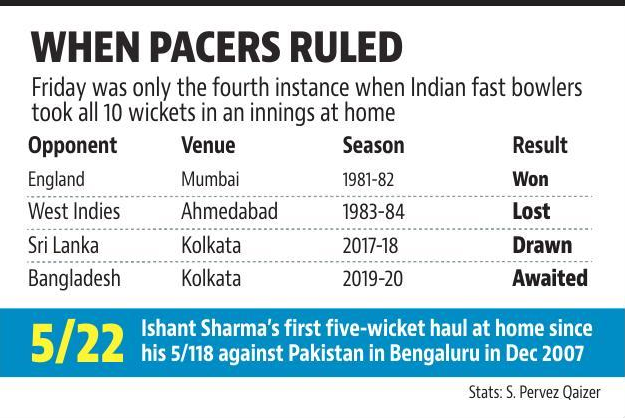 WHEN PACERS RULED
Friday was only the fourth instance when Indian fast bowlers
took all 10 wickets in an innings at home
Opponent Venue Season Result
England Mumbai 1981-82 Won
West Indies Ahmedabad 1983-84 Lost
Sri Lanka Kolkata 2017-18 Drawn
Bangladesh Kolkata 2019-20 Awaited
5/22 Ishant Sharma's first five-wicket haul at home since
his 5/118 against Pakistan in Bengaluru in Dec 2007
Stats: S. Pervez Qaizer